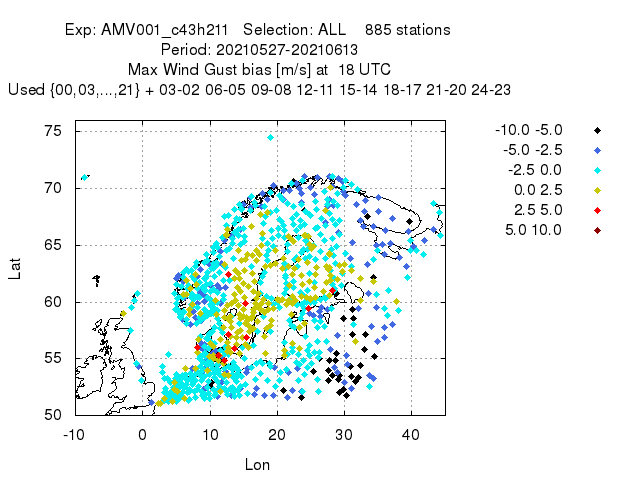 Exp: AMV001_c43h211   Selection: ALL    885 stations
Period: 20210527-20210613
Max Wind Gust bias [m/s] at  18 UTC
Used {00,03,...,21} + 03-02 06-05 09-08 12-11 15-14 18-17 21-20 24-23
-10.0 -5.0
-5.0 -2.5
-2.5 0.0
0.0 2.5
2.5 5.0
5.0 10.0
75
70
65
60
55
50
Lat
-10 0 10 20 30 40
Lon